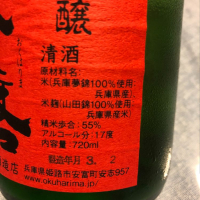 醸
清酒
原材料名:
米(兵庫夢錦100%使用
兵庫県産)
米麹(山田錦100%使用
兵庫県産米)
精米歩合:55%
アルコール分:17度
内容量:720ml
製造年月 3. 2
兵庫県姫路市安富町安志957
www.okuharima.jp/
造店